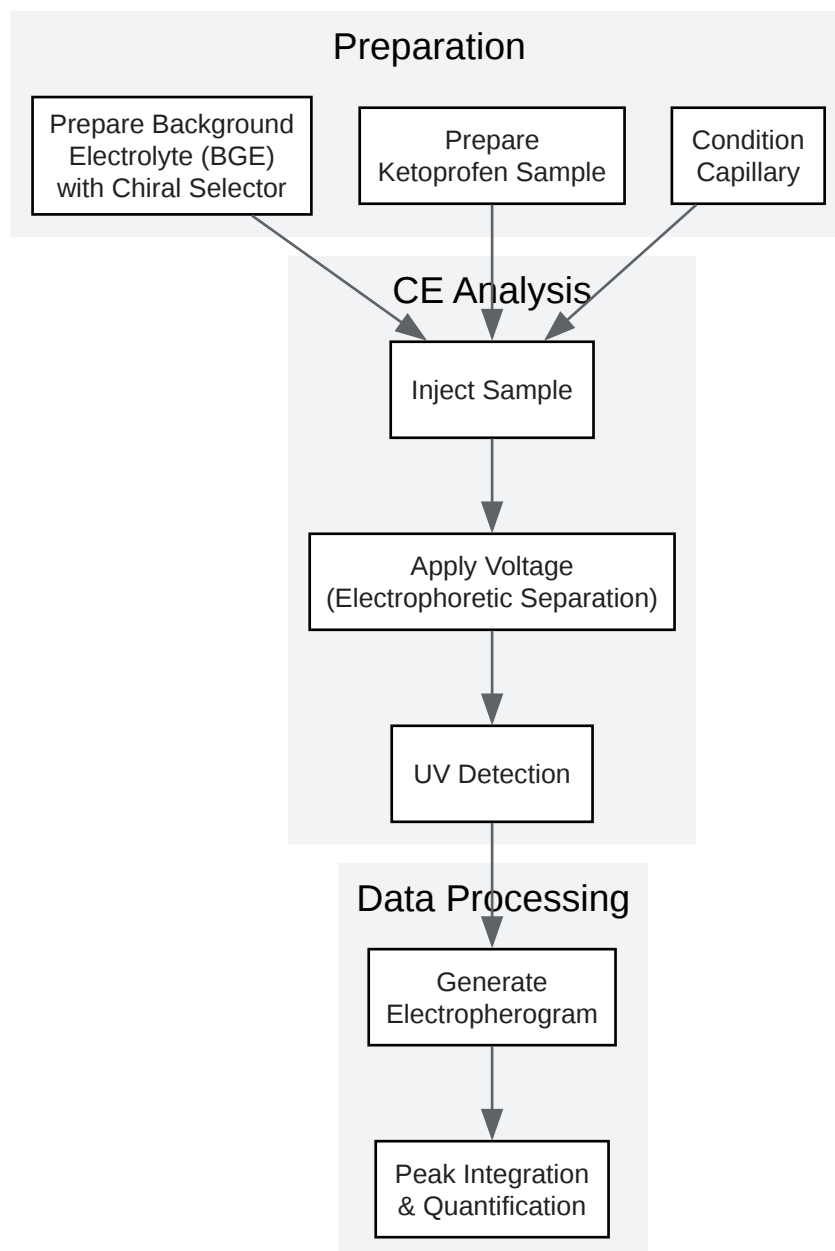 Preparation
Prepare Background
Electrolyte (BGE)
with Chiral Selector
Prepare
Ketoprofen Sample
Condition
Capillary
CE Analysis
Inject Sample
Apply Voltage
(Electrophoretic Separation)
UV Detection
Data Processing
Generate
Electropherogram
Peak Integration
& Quantification